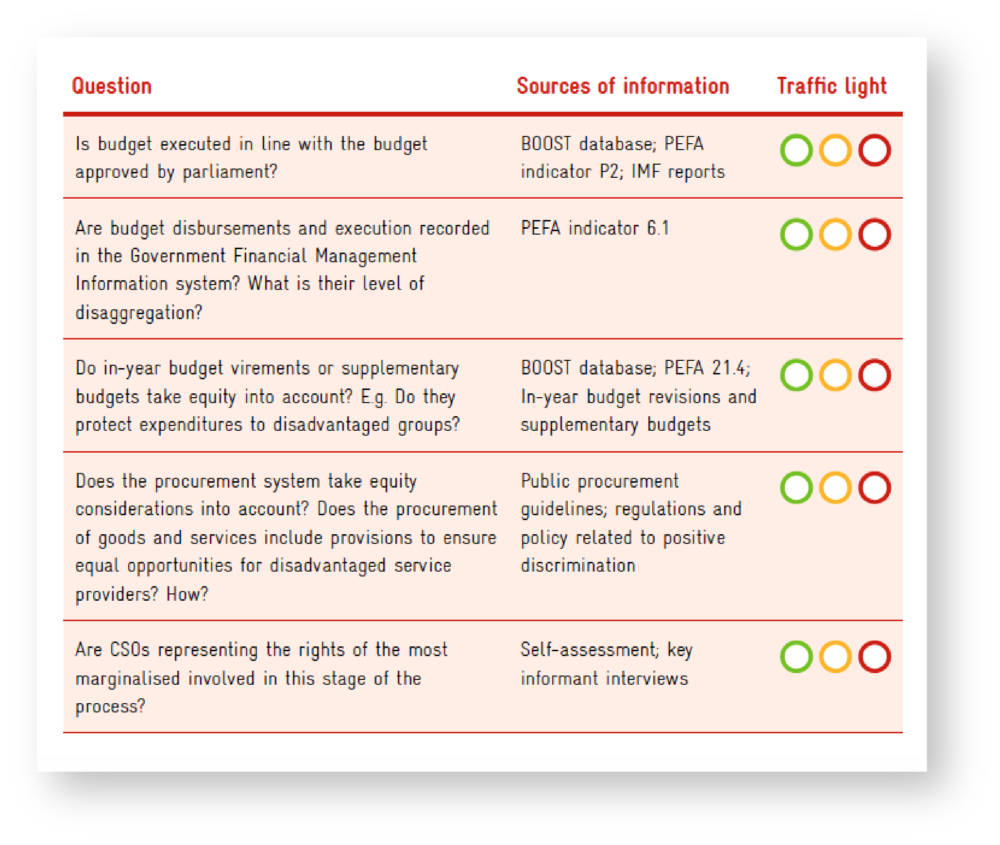 Question
Sources of information
Traffic light
Is budget executed in line with the budget
approved by parliament?
BOOST database; PEFA
indicator P2; IMF reports
Are budget disbursements and execution recorded
in the Government Financial Management
Information system? What is their level of
disaggregation?
PEFA indicator 6.1
Do in-year budget virements or supplementary
budgets take equity into account? E.g. Do they
protect expenditures to disadvantaged groups?
BOOST database; PEFA 21.4;
In-year budget revisions and
supplementary budgets
Does the procurement system take equity
considerations into account? Does the procurement
of goods and services include provisions to ensure
equal opportunities for disadvantaged service
providers? How?
Public procurement
guidelines; regulations and
policy related to positive
discrimination
Are CSOs representing the rights of the most
marginalised involved in this stage of the
process?
Self-assessment; key
informant interviews